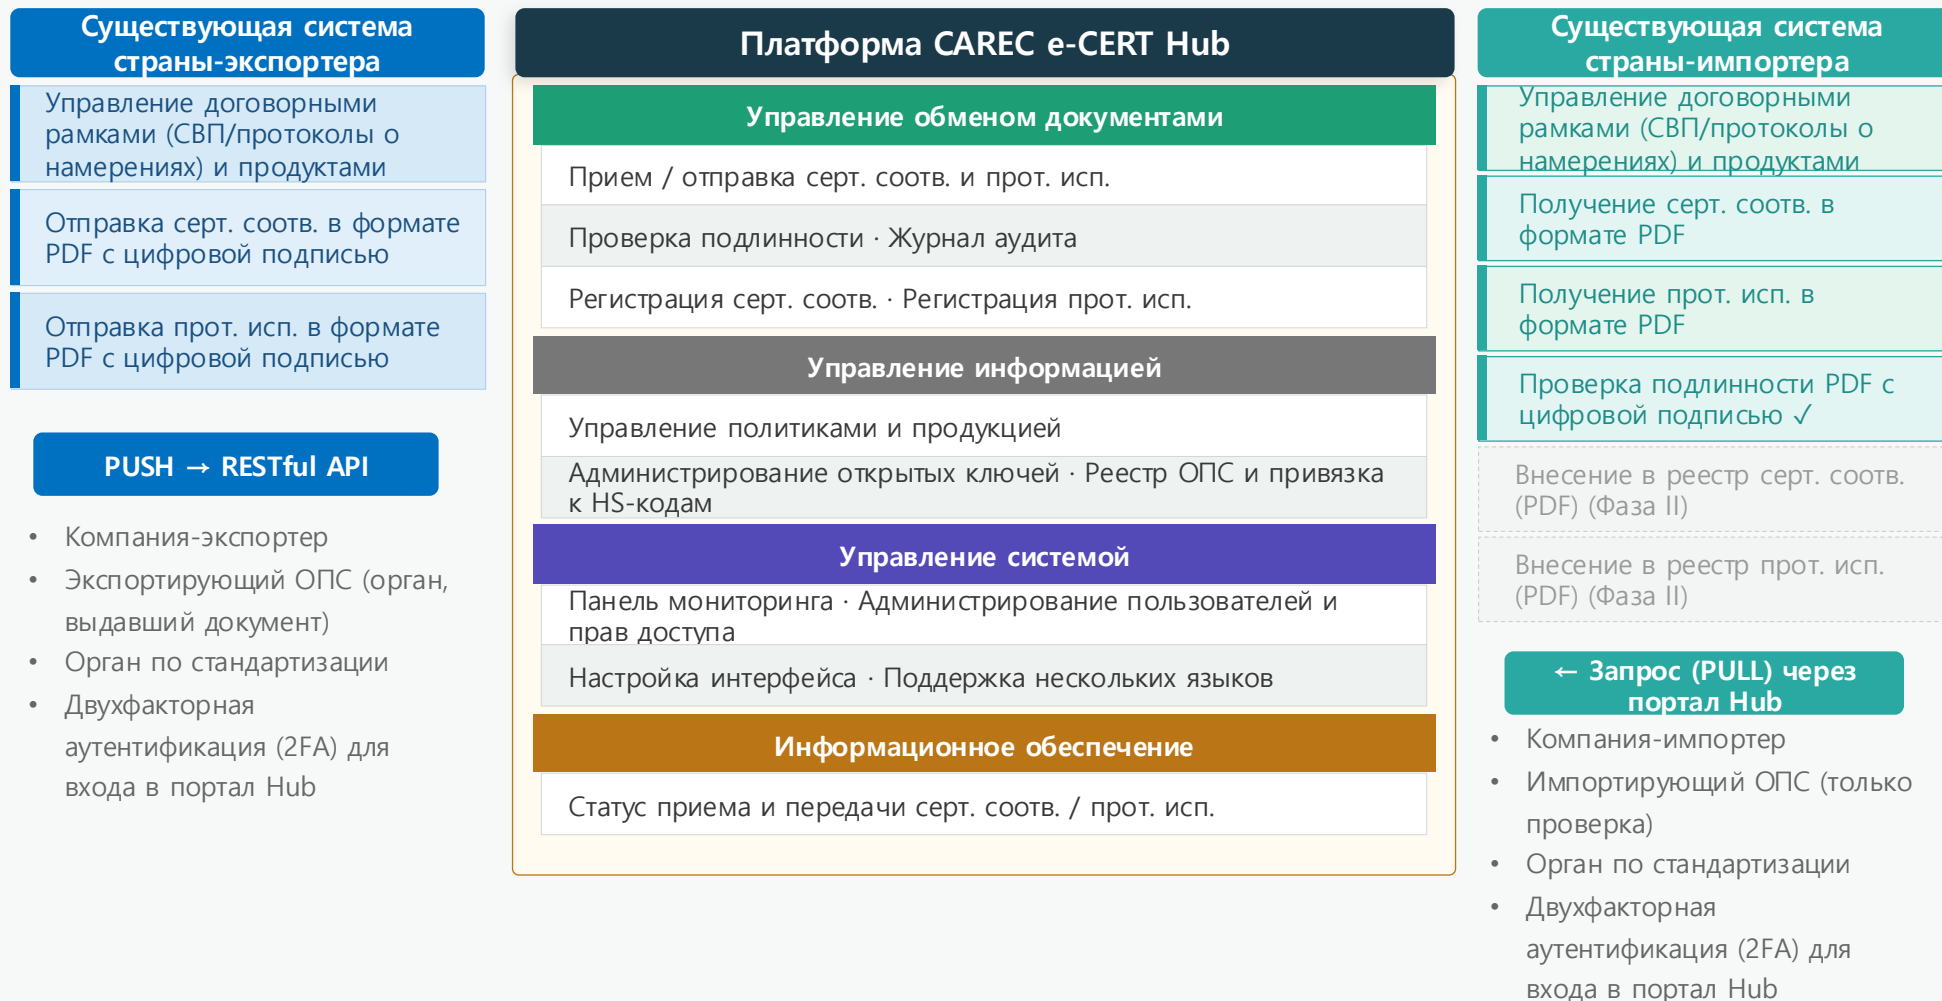 Существующая система
страны-экспортера
Управление договорными
рамками (СВП/протоколы о
намерениях) и продуктами
Отправка серт. соотв. в формате
PDF с цифровой подписью
Отправка прот. исп. в формате
PDF с цифровой подписью
PUSH → RESTful API
• Компания-экспортер
• Экспортирующий ОПС (орган,
выдавший документ)
• Орган по стандартизации
• Двухфакторная
аутентификация (2FA) для
входа в портал Hub
Платформа CAREC e-CERT Hub
Управление обменом документами
Прием / отправка серт. соотв. и прот. исп.
Проверка подлинности · Журнал аудита
Регистрация серт. соотв. · Регистрация прот. исп.
Управление информацией
Управление политиками и продукцией
Администрирование открытых ключей · Реестр ОПС и привязка
к HS-кодам
Управление системой
Панель мониторинга · Администрирование пользователей и
прав доступа
Настройка интерфейса · Поддержка нескольких языков
Информационное обеспечение
Статус приема и передачи серт. соотв. / прот. исп.
Существующая система
страны-импортера
Управление договорными
рамками (СВП/протоколы о
намерениях) и продуктами
Получение серт. соотв. в
формате PDF
Получение прот. исп. в
формате PDF
Проверка подлинности PDF с
цифровой подписью ✓
Внесение в реестр серт. соотв.
(PDF) (Фаза II)
Внесение в реестр прот. исп.
(PDF) (Фаза II)
← Запрос (PULL) через
портал Hub
• Компания-импортер
• Импортирующий ОПС (только
проверка)
• Орган по стандартизации
• Двухфакторная
аутентификация (2FA) для
входа в портал Hub